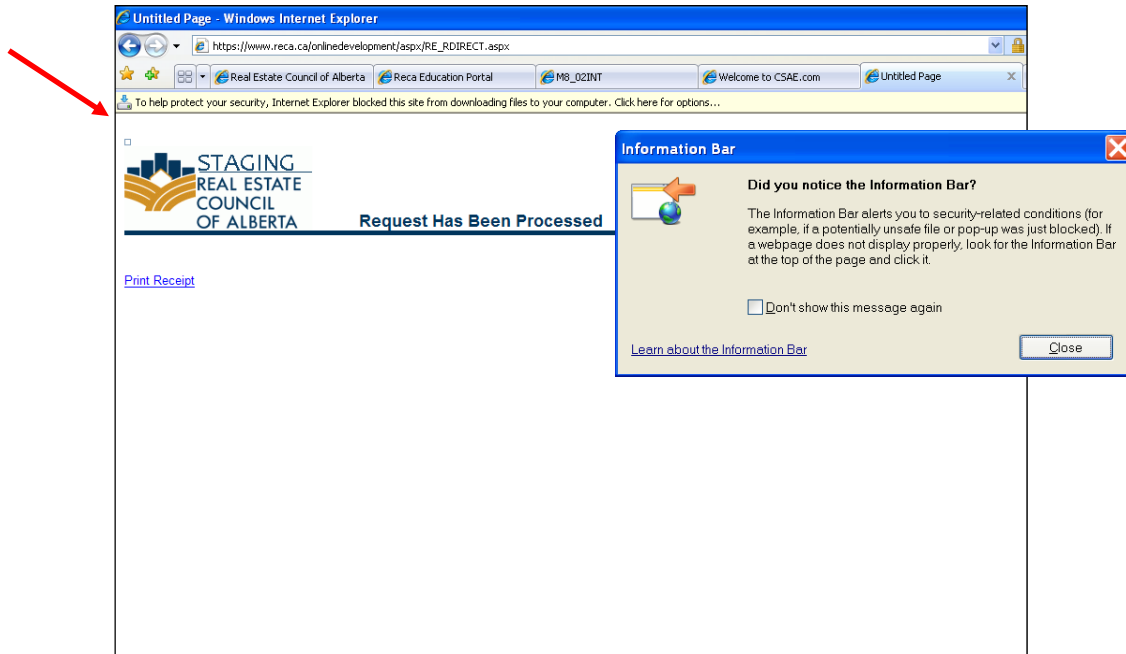 Untitled Page - Windows Internet Explorer
https://www.reca.ca/onlinedevelopment/aspx/RE_RDIRECT.aspx
Real Estate Council of Alberta Reca Education Portal M8_02INT Welcome to CSAE.com Untitled Page X
To help protect your security, Internet Explorer blocked this site from downloading files to your computer. Click here for options...
STAGING
REAL ESTATE
COUNCIL
OF ALBERTA
Request Has Been Processed
Print Receipt
Information Bar
Did you notice the Information Bar?
The Information Bar alerts you to security-related conditions (for
example, if a potentially unsafe file or pop-up was just blocked). If
a webpage does not display properly, look for the Information Bar
at the top of the page and click it.
Don't show this message again
Learn about the Information Bar
Close